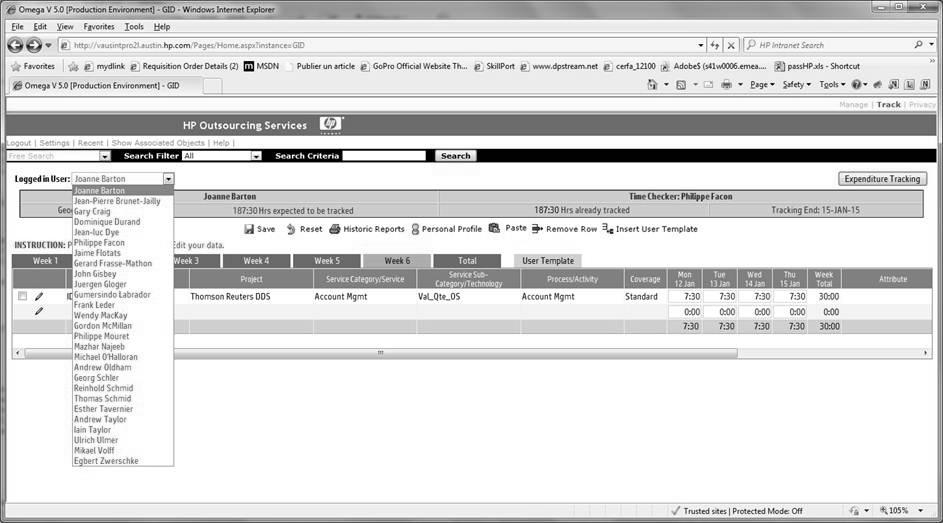 Omega V 5.0 [Production Environment] - GID - Windows Internet Explorer
File Edit View Favorites Tools Help
http://vausintpro2l.austin.hp.com/Pages/Home.aspx?instance=GID
HP Intranet Search
Favorites mydlink Requisition Order Details (2) MSDN Publier un article GoPro Official Website Th... SkillPort www.dpstream.net cerfa_12100 Adobe$ (s41w0006.emea.... passHP.xls - Shortcut
Omega V 5.0 [Production Environment] - GID
Page Safety Tools
Manage | Track | Privacy
HP Outsourcing Services hp
Logout | Settings | Recent | Show Associated Objects | Help |
Free Search Search Filter All Search Criteria Search
Logged in User: Joanne Barton Expenditure Tracking
Joanne Barton
Jean-Pierre Brunet-Jailly
Gary Craig
Dominique Durand
Jean-luc Dye
Philippe Facon
Jaime Flotats
Gerard Frasse-Mathon
John Gisbey
Juergen Gloger
Gumersindo Labrador
Frank Leder
Wendy MacKay
Gordon McMillan
Philippe Mouret
Mazhar Najeeb
Michael O'Halloran
Andrew Oldham
Georg Schler
Reinhold Schmid
Thomas Schmid
Esther Tavernier
Andrew Taylor
Iain Taylor
Ulrich Ulmer
Mikael Volff
Egbert Zwerschke
Joanne Barton Time Checker: Philippe Facon
Geo 187:30 Hrs expected to be tracked 187:30 Hrs already tracked Tracking End: 15-JAN-15
Save Reset Historic Reports Personal Profile Paste Remove Row Insert User Template
INSTRUCTION: P Edit your data.
Week 1 Week 3 Week 4 Week 5 Week 6 Total User Template
Project Service Category/Service Service Sub-Category/Technology Process/Activity Coverage Mon 12 Jan Tue 13 Jan Wed 14 Jan Thu 15 Jan Week Total Attribute
Thomson Reuters DDS Account Mgmt Val_Qte_OS Account Mgmt Standard 7:30 7:30 7:30 7:30 30:00
0:00 0:00 0:00 0:00 0:00
7:30 7:30 7:30 7:30 30:00
Trusted sites | Protected Mode: Off 105%